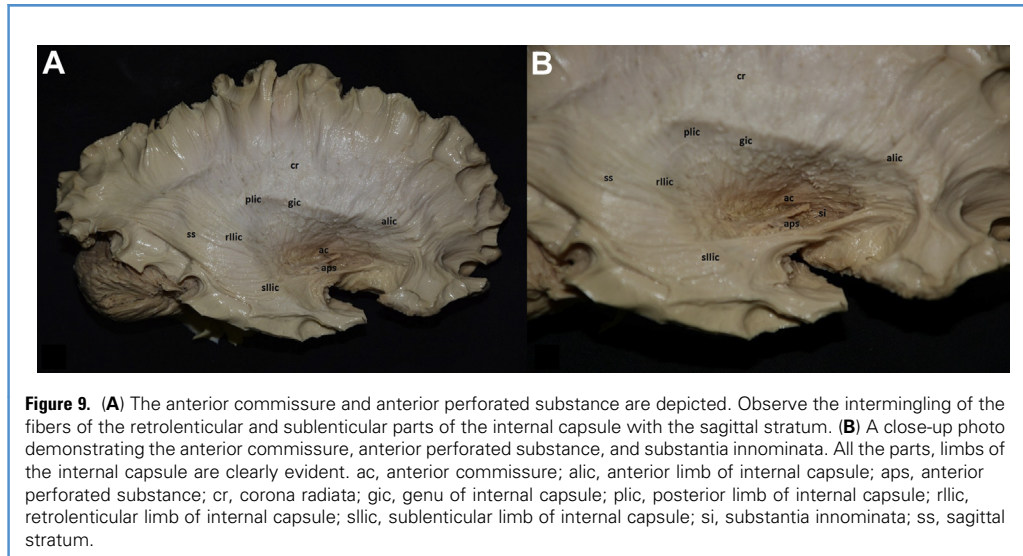 A
B
cr
plic
gic
alic
ss
rllic
ac
aps
sllic
cr
plic
gic
alic
ss
rllic
ac
si
aps
sllic
Figure 9. (A) The anterior commissure and anterior perforated substance are depicted. Observe the intermingling of the
fibers of the retrolenticular and sublenticular parts of the internal capsule with the sagittal stratum. (B) A close-up photo
demonstrating the anterior commissure, anterior perforated substance, and substantia innominata. All the parts, limbs of
the internal capsule are clearly evident. ac, anterior commissure; alic, anterior limb of internal capsule; aps, anterior
perforated substance; cr, corona radiata; gic, genu of internal capsule; plic, posterior limb of internal capsule; rllic,
retrolenticular limb of internal capsule; sllic, sublenticular limb of internal capsule; si, substantia innominata; ss, sagittal
stratum.